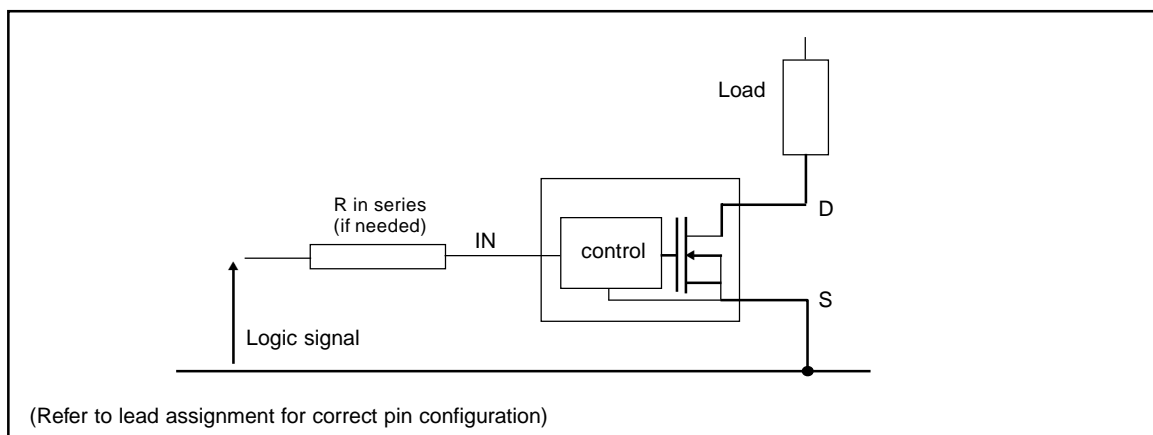 Load
R in series
(if needed)
IN
D
control
S
Logic signal
(Refer to lead assignment for correct pin configuration)